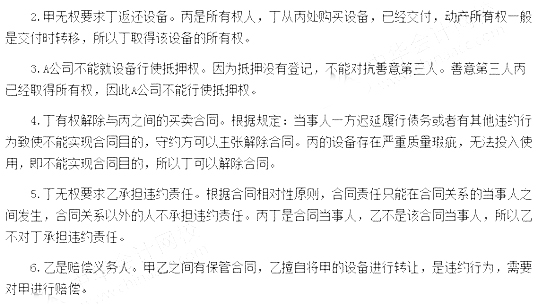 2.甲无权要求丁返还设备。丙是所有权人，丁从丙处购买设备，已经交付，动产所有权一般
是交付时转移，所以丁取得该设备的所有权。
3.A公司不能就设备行使抵押权。因为抵押没有登记，不能对抗善意第三人。善意第三人丙
已经取得所有权，因此A公司不能行使抵押权。
4.丁有权解除与丙之间的买卖合同。根据规定：当事人一方迟延履行债务或者有其他违约行
为致使不能实现合同目的，守约方可以主张解除合同。丙的设备存在严重质量瑕疵，无法投入使
用，即不能实现合同目的，所以丁可以解除合同。
5.丁无权要求乙承担违约责任。根据合同相对性原则，合同责任只能在合同关系的当事人之
间发生，合同关系以外的人不承担违约责任。丙丁是合同当事人，乙不是该合同当事人，所以乙
不对丁承担违约责任。
6.乙是赔偿义务人。甲乙之间有保管合同，乙擅自将甲的设备进行转让，是违约行为，需要
对甲进行赔偿。